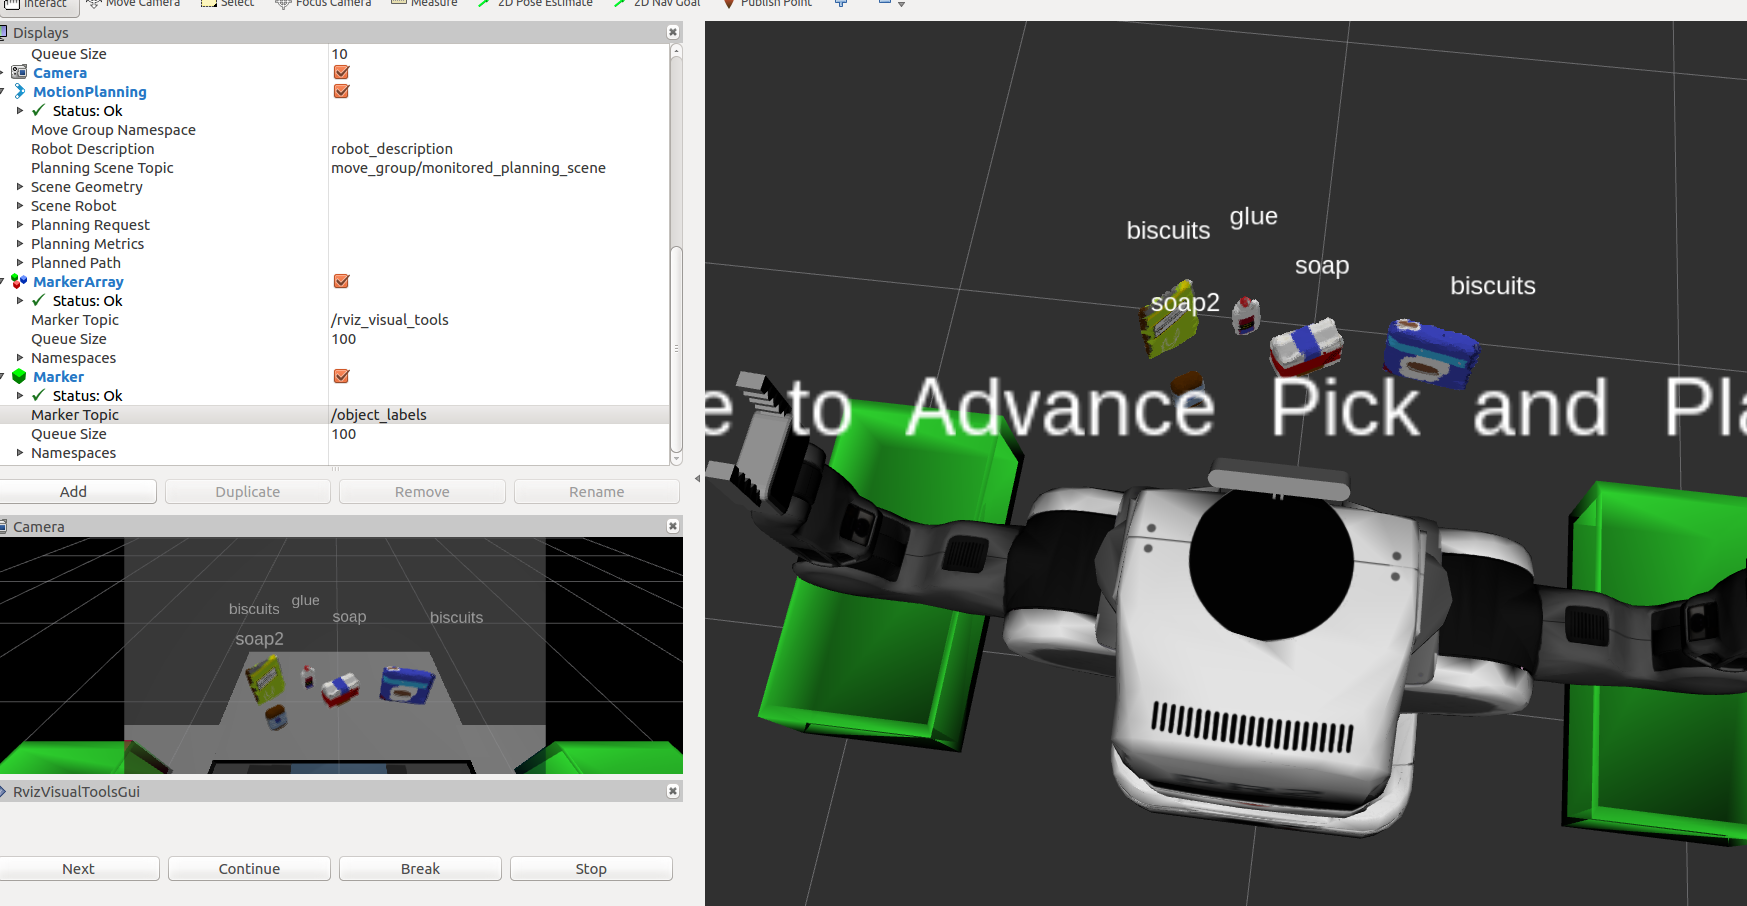 Interact Move Camera Select Focus Camera Measure 2D Pose Estimate 2D Nav Goal Publish Point
Displays
Queue Size 10
Camera
MotionPlanning
Status: Ok
Move Group Namespace
Robot Description robot_description
Planning Scene Topic move_group/monitored_planning_scene
Scene Geometry
Scene Robot
Planning Request
Planning Metrics
Planned Path
MarkerArray
Status: Ok
Marker Topic /rviz_visual_tools
Queue Size 100
Namespaces
Marker
Status: Ok
Marker Topic /object_labels
Queue Size 100
Namespaces
Add Duplicate Remove Rename
Camera
glue
biscuits
soap
biscuits
soap2
RvizVisualToolsGui
Next Continue Break Stop
glue
biscuits
soap
biscuits
soap2
e to Advance Pick and Pla